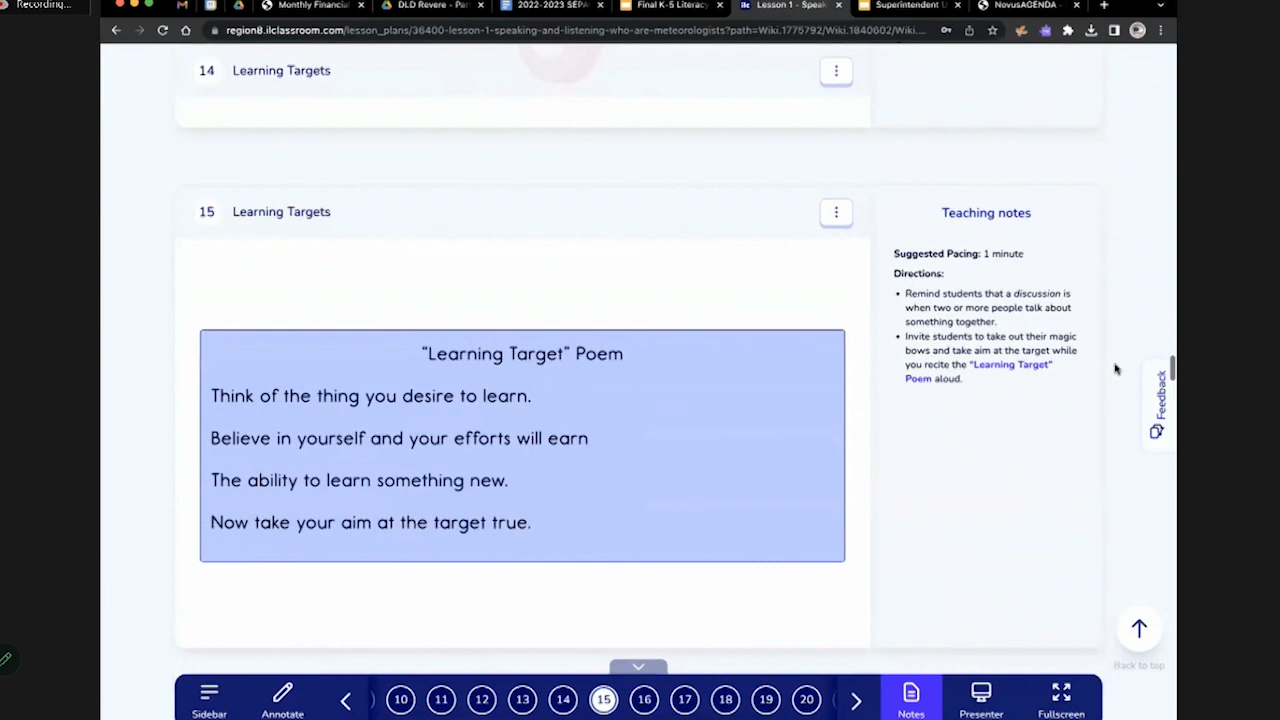 Recording...
Monthly Financial
DLD Revere - Par
2022-2023 SEPA
Final K-5 Literacy
Lesson 1 - Speak
Superintendent U
NovusAGENDA
region8.ilclassroom.com/lesson_plans/36400-lesson-1-speaking-and-listening-who-are-meteorologists?path=Wiki.1775792/Wiki.1840602/Wiki....
14 Learning Targets
15 Learning Targets
Teaching notes
Suggested Pacing: 1 minute
Directions:
• Remind students that a discussion is
when two or more people talk about
something together.
• Invite students to take out their magic
bows and take aim at the target while
you recite the "Learning Target"
Poem aloud.
"Learning Target" Poem
Think of the thing you desire to learn.
Believe in yourself and your efforts will earn
The ability to learn something new.
Now take your aim at the target true.
Feedback
Back to top
10 11 12 13 14 15 16 17 18 19 20
Sidebar
Annotate
Notes
Presenter
Fullscreen